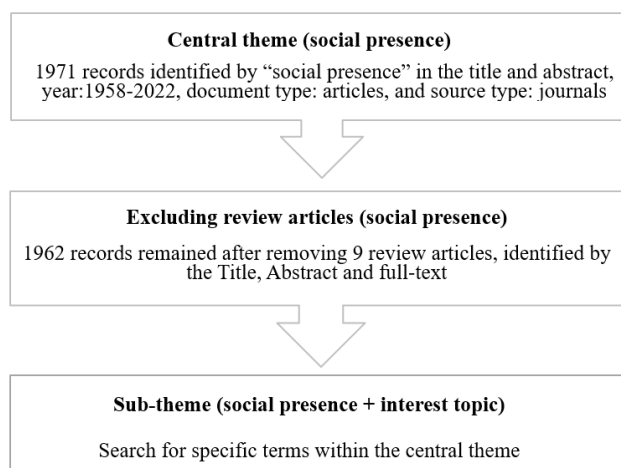 Central theme (social presence)
1971 records identified by “social presence” in the title and abstract,
year:1958-2022, document type: articles, and source type: journals
Excluding review articles (social presence)
1962 records remained after removing 9 review articles, identified by
the Title, Abstract and full-text
Sub-theme (social presence + interest topic)
Search for specific terms within the central theme